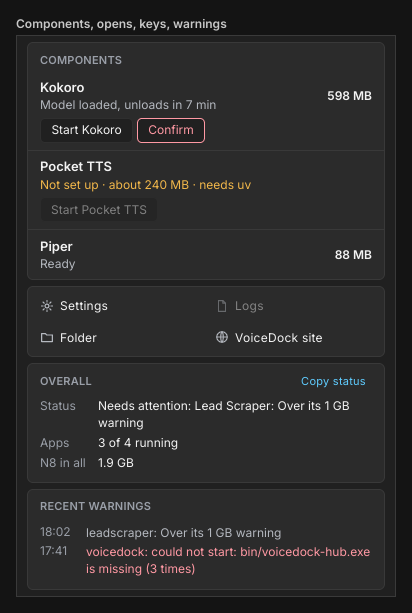 Components, opens, keys, warnings
COMPONENTS
Kokoro
Model loaded, unloads in 7 min
598 MB
Start Kokoro
Confirm
Pocket TTS
Not set up · about 240 MB · needs uv
Start Pocket TTS
Piper
Ready
88 MB
Settings
Logs
Folder
VoiceDock site
OVERALL
Copy status
Status
Needs attention: Lead Scraper: Over its 1 GB
warning
Apps
3 of 4 running
N8 in all
1.9 GB
RECENT WARNINGS
18:02
leadscraper: Over its 1 GB warning
17:41
voicedock: could not start: bin/voicedock-hub.exe
is missing (3 times)